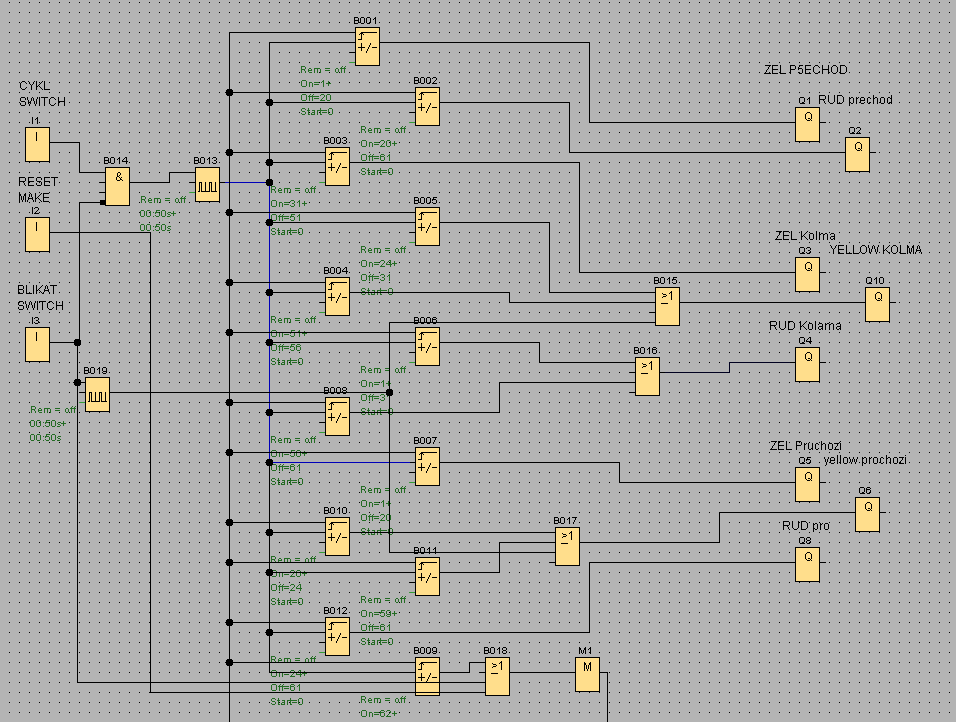 B001
+/-
Rem = off
On=1+
Off=20
Start=0
ZEL P5ECHOD
CYKL
SWITCH
I1
I
B002
+/-
Rem = off
On=20+
Off=61
Start=0
Q1
Q
RUD prechod
Q2
Q
B014
&
B013
Rem = off
00:50s+
00:50s
B003
+/-
Rem = off
On=31+
Off=51
Start=0
RESET
MAKE
I2
I
B005
+/-
Rem = off
On=24+
Off=31
Start=0
ZEL Kolma
Q3
Q
YELLOW KOLMA
Q10
Q
B004
+/-
Rem = off
On=51+
Off=56
Start=0
B015
>1
BLIKAT
SWITCH
I3
I
B006
+/-
Rem = off
On=1+
Off=31
Start=0
RUD Kolama
Q4
Q
B016
>1
B019
Rem = off
00:50s+
00:50s
B008
+/-
Rem = off
On=56+
Off=61
Start=0
B007
+/-
Rem = off
On=1+
Off=20
Start=0
ZEL Pruchozi
Q5
Q
yellow prochozi
Q6
Q
B010
+/-
Rem = off
On=20+
Off=24
Start=0
B017
>1
RUD pro
Q8
Q
B011
+/-
Rem = off
On=59+
Off=61
Start=0
B012
+/-
Rem = off
On=24+
Off=61
Start=0
B009
+/-
Rem = off
On=62+
B018
>1
M1
M